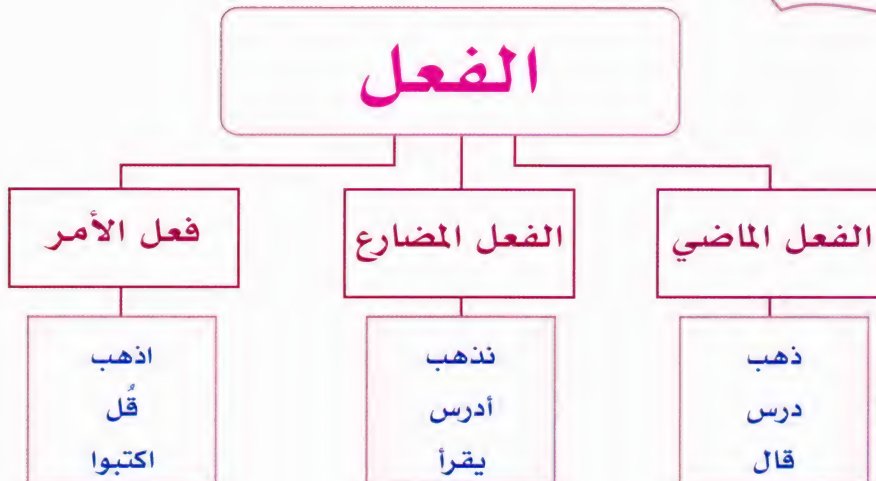 الفعل
الفعل الماضي
الفعل المضارع
فعل الأمر
ذهب
درس
قال
نذهب
أدرس
يقرأ
اذهب
قُل
اكتبوا